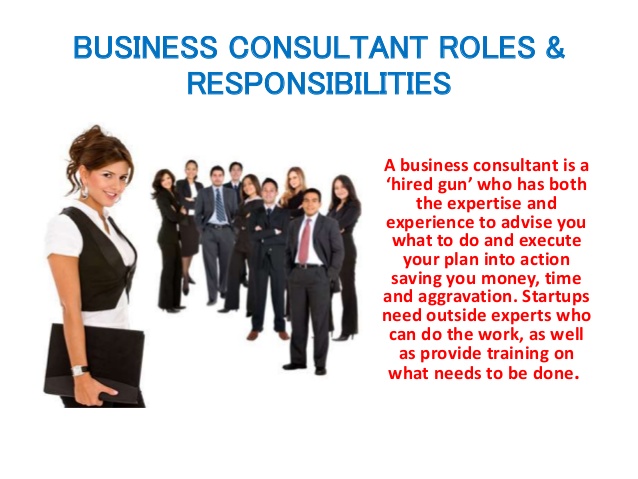 BUSINESS CONSULTANT ROLES &
RESPONSIBILITIES
A business consultant is a
‘hired gun’ who has both
the expertise and
experience to advise you
what to do and execute
your plan into action
saving you money, time
and aggravation. Startups
need outside experts who
can do the work, as well
as provide training on
what needs to be done.